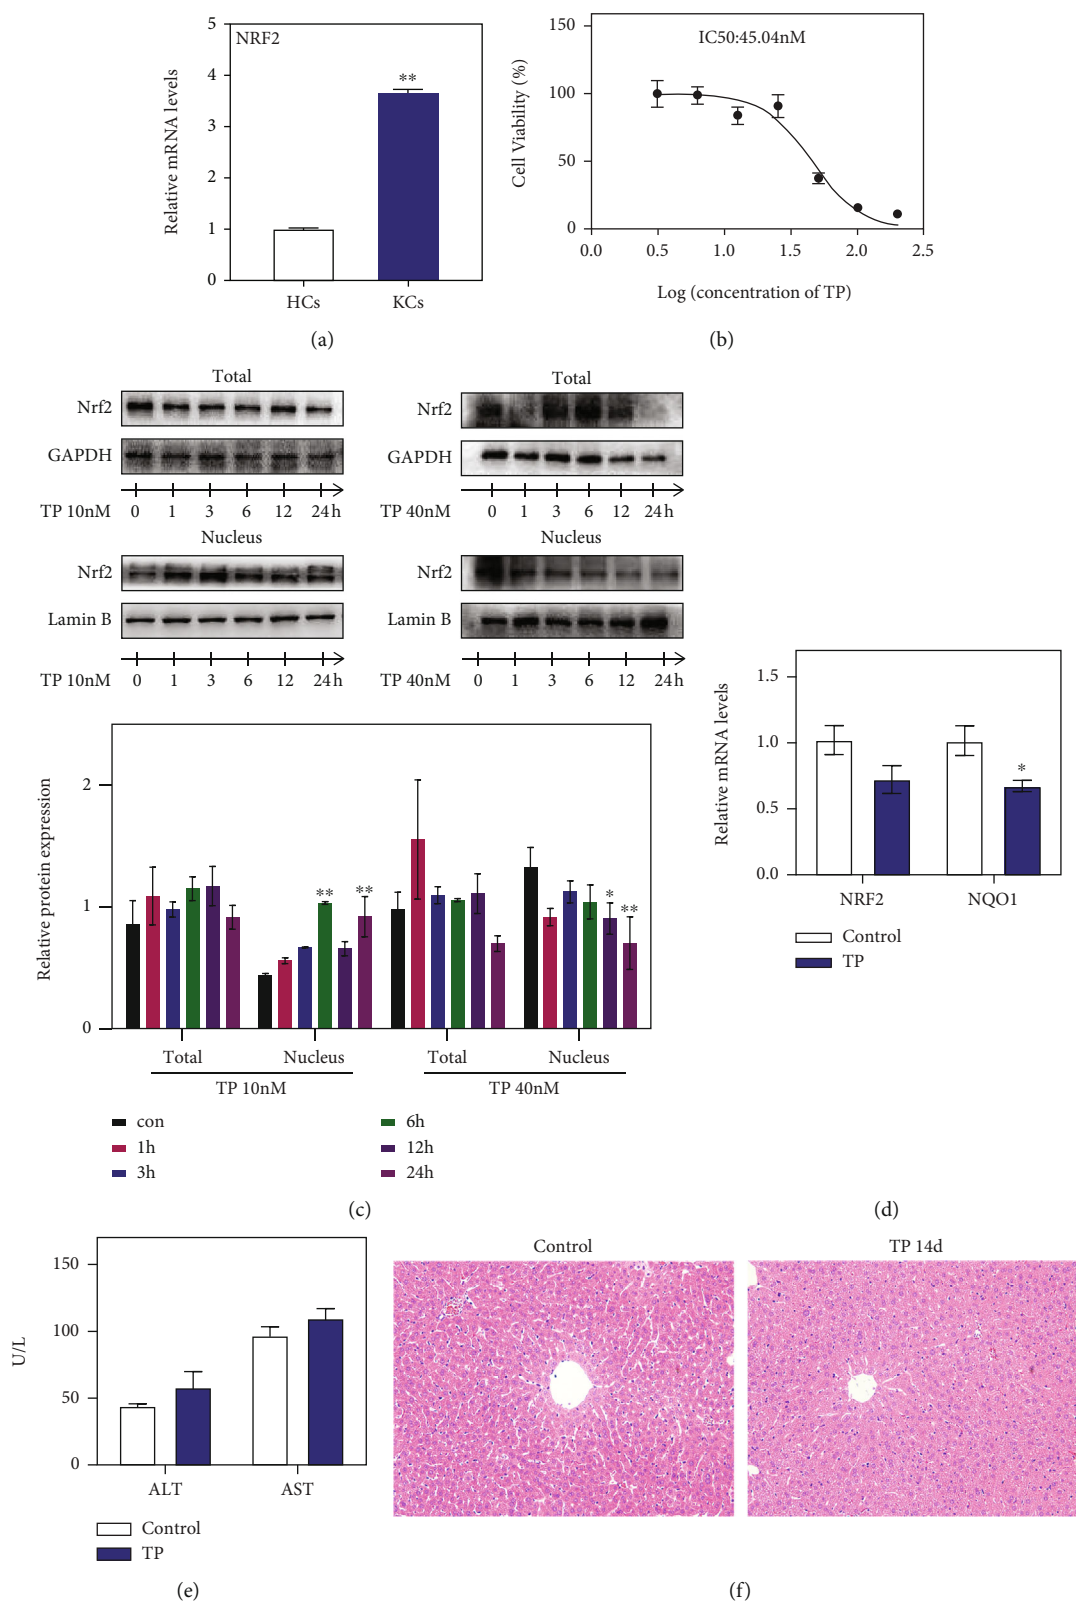 NRF2
Relative mRNA levels
5
4
3
2
1
0
**
HCs
KCs
(a)
IC50:45.04nM
Cell Viability (%)
150
100
50
0
0.0 0.5 1.0 1.5 2.0 2.5
Log (concentration of TP)
(b)
Total
Nrf2
GAPDH
TP 10nM 0 1 3 6 12 24h
Nucleus
Nrf2
Lamin B
TP 10nM 0 1 3 6 12 24h
Total
Nrf2
GAPDH
TP 40nM 0 1 3 6 12 24h
Nucleus
Nrf2
Lamin B
TP 40nM 0 1 3 6 12 24h
Relative protein expression
2
1
0
** ** * **
Total Nucleus Total Nucleus
TP 10nM TP 40nM
con
1h
3h
6h
12h
24h
(c)
Relative mRNA levels
1.5
1.0
0.5
0.0
*
NRF2 NQO1
Control
TP
(d)
U/L
150
100
50
0
ALT AST
Control
TP
(e)
Control
TP 14d
(f)